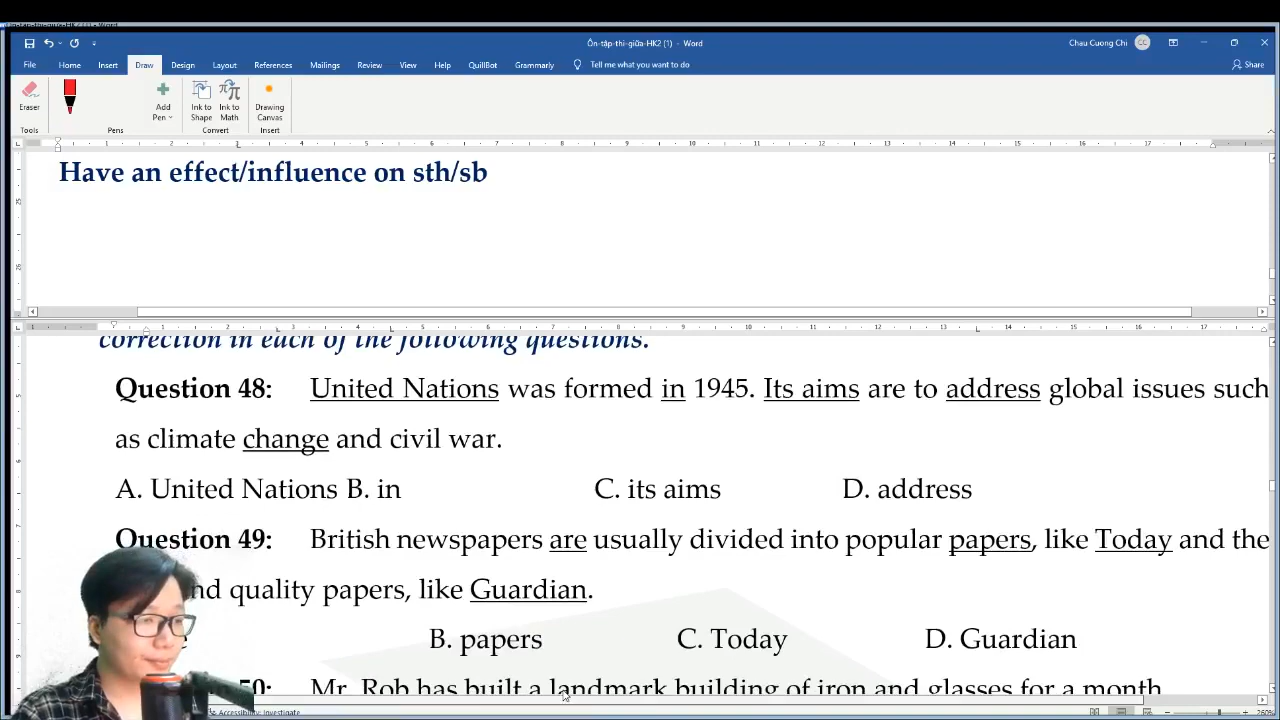 Ôn-tập-thi-giữa-HK2 (1) - Word
Chau Cuong Chi CC
File Home Insert Draw Design Layout References Mailings Review View Help QuillBot Grammarly Tell me what you want to do Share
Eraser Add Pen Ink to Shape Ink to Math Drawing Canvas
Tools Pens Convert Insert
Have an effect/influence on sth/sb
correction in each of the following questions.
Question 48: United Nations was formed in 1945. Its aims are to address global issues such
as climate change and civil war.
A. United Nations B. in C. its aims D. address
Question 49: British newspapers are usually divided into popular papers, like Today and the
quality papers, like Guardian.
B. papers C. Today D. Guardian
50: Mr. Rob has built a landmark building of iron and glasses for a month
Accessibility: Investigate 260%